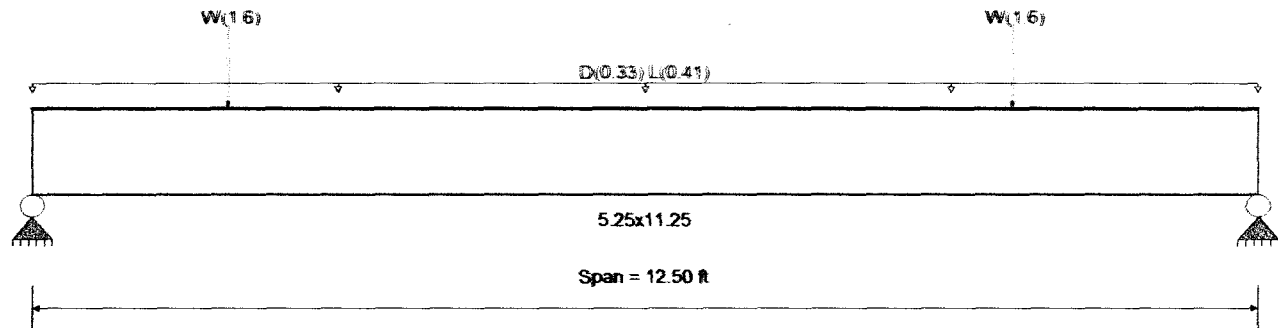 W(1.6)
W(1.6)
D(0.33) L(0.41)
5.25x11.25
Span = 12.50 ft